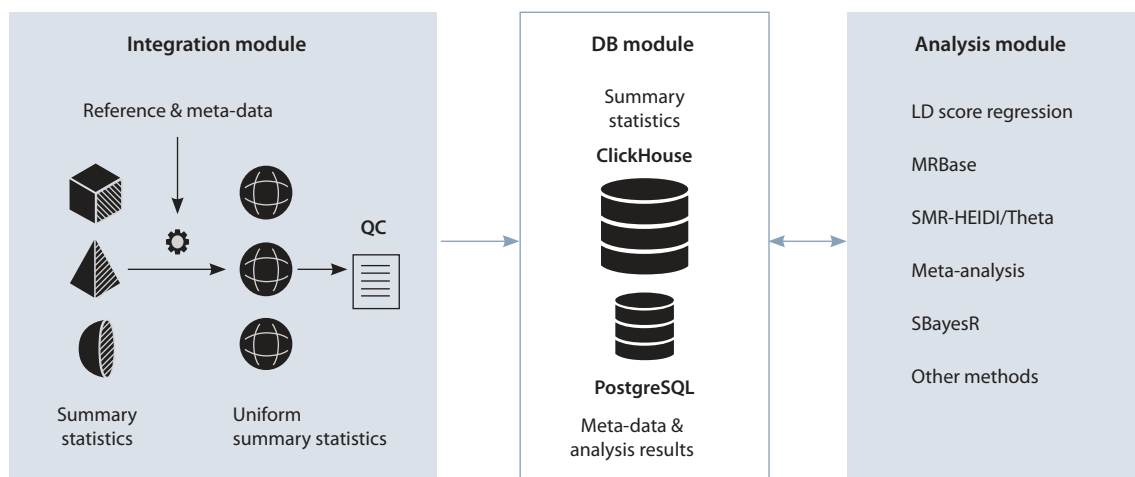 Integration module
Reference & meta-data
QC
Summary
statistics
Uniform
summary statistics
DB module
Summary
statistics
ClickHouse
PostgreSQL
Meta-data &
analysis results
Analysis module
LD score regression
MRBase
SMR-HEIDI/Theta
Meta-analysis
SBayesR
Other methods